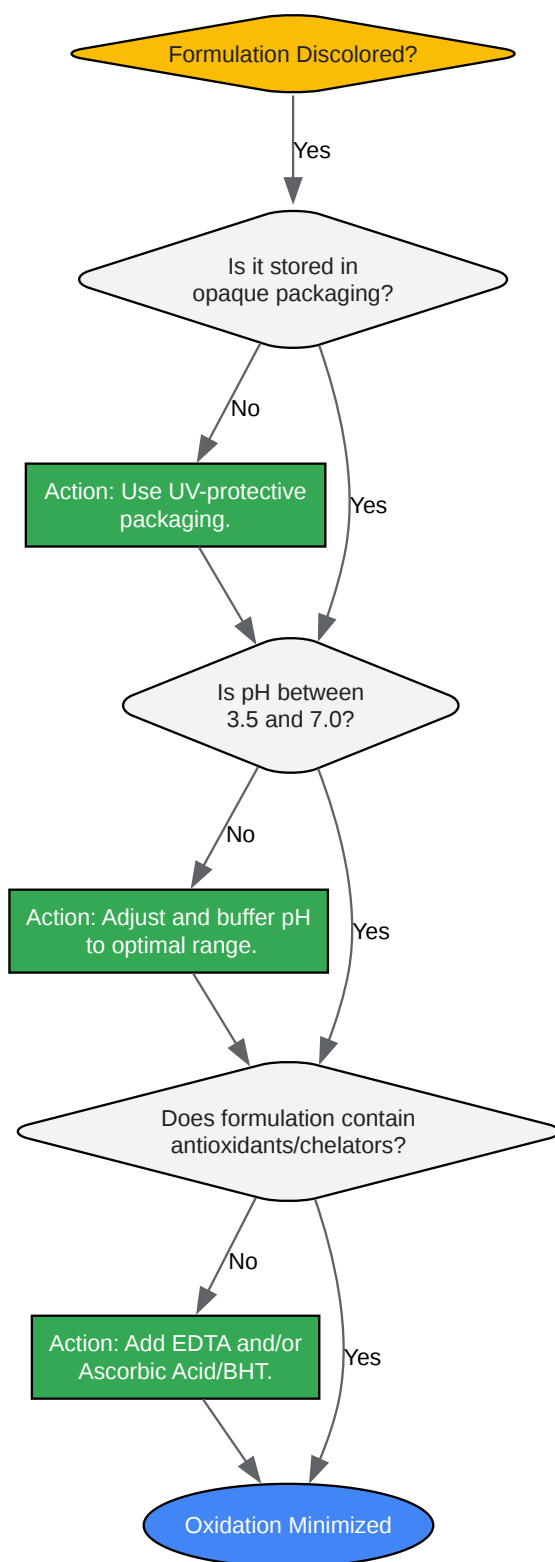 Formulation Discolored?
Yes
Is it stored in
opaque packaging?
No
Action: Use UV-protective
packaging.
Yes
Is pH between
3.5 and 7.0?
No
Action: Adjust and buffer pH
to optimal range.
Yes
Does formulation contain
antioxidants/chelators?
No
Action: Add EDTA and/or
Ascorbic Acid/BHT.
Yes
Oxidation Minimized